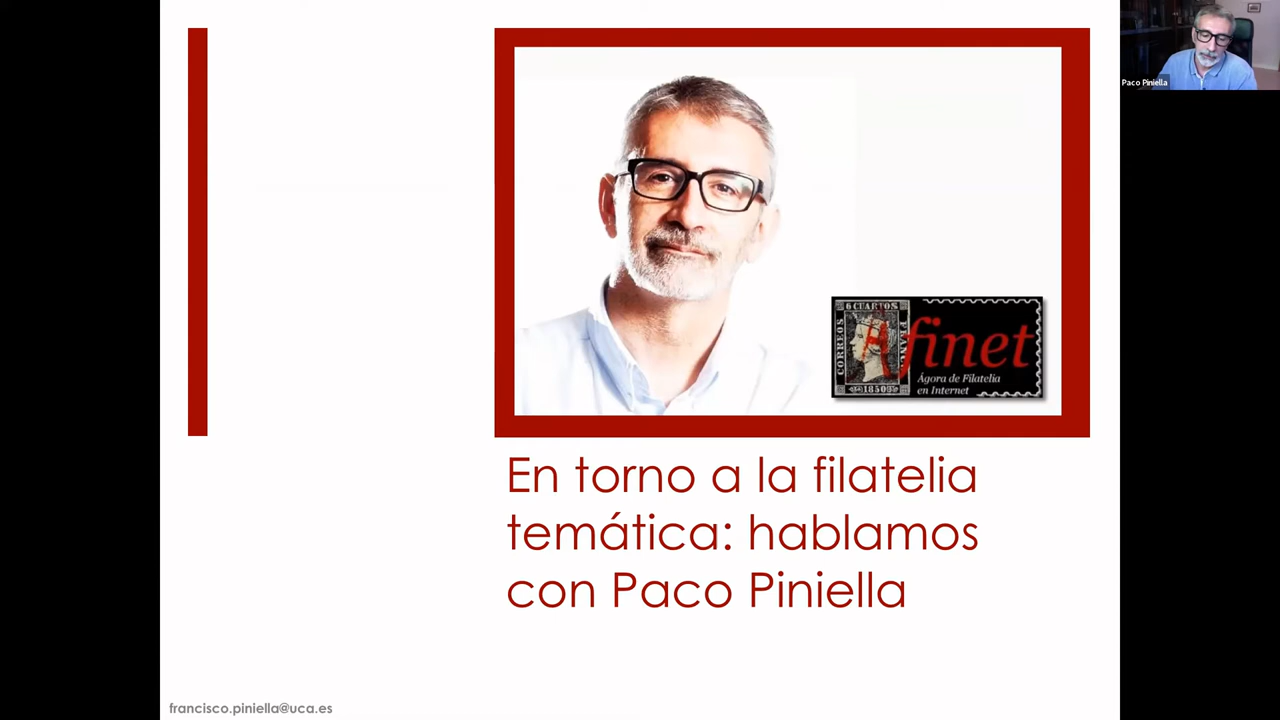 Paco Piniella
6 CUARTOS
CORREOS
FRANCO
1850
Afinet
Ágora de Filatelia
en Internet
En torno a la filatelia
temática: hablamos
con Paco Piniella
francisco.piniella@uca.es